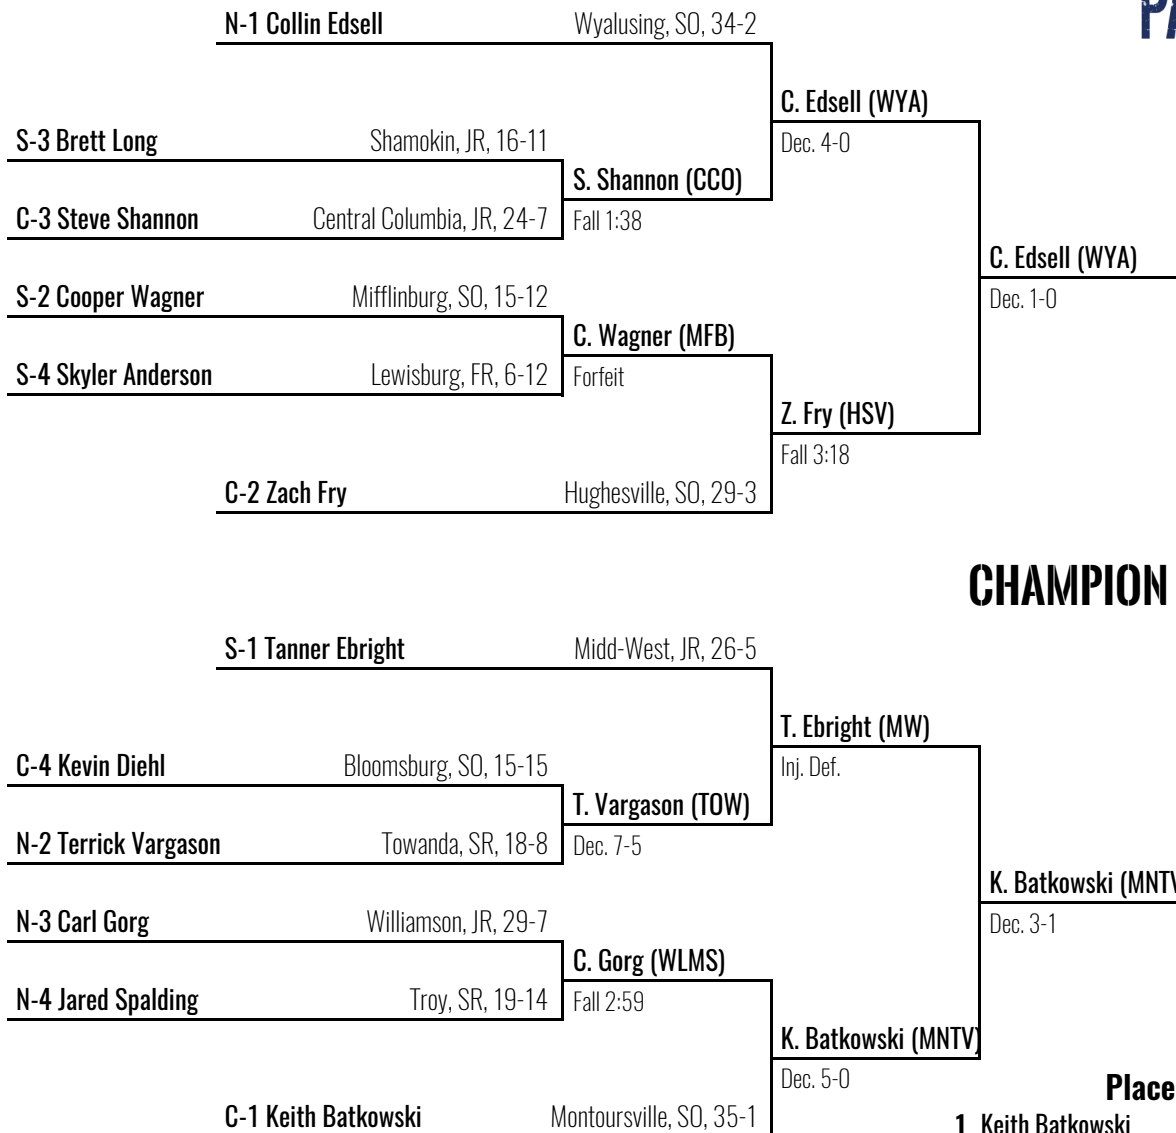 PA
N-1 Collin Edsell Wyalusing, SO, 34-2
C. Edsell (WYA)
S-3 Brett Long Shamokin, JR, 16-11
Dec. 4-0
S. Shannon (CCO)
C-3 Steve Shannon Central Columbia, JR, 24-7
Fall 1:38
C. Edsell (WYA)
S-2 Cooper Wagner Mifflinburg, SO, 15-12
Dec. 1-0
C. Wagner (MFB)
S-4 Skyler Anderson Lewisburg, FR, 6-12
Forfeit
Z. Fry (HSV)
Fall 3:18
C-2 Zach Fry Hughesville, SO, 29-3
CHAMPION
S-1 Tanner Ebright Midd-West, JR, 26-5
T. Ebright (MW)
C-4 Kevin Diehl Bloomsburg, SO, 15-15
Inj. Def.
T. Vargason (TOW)
N-2 Terrick Vargason Towanda, SR, 18-8
Dec. 7-5
K. Batkowski (MNTV
N-3 Carl Gorg Williamson, JR, 29-7
Dec. 3-1
C. Gorg (WLMS)
N-4 Jared Spalding Troy, SR, 19-14
Fall 2:59
K. Batkowski (MNTV)
Dec. 5-0
Place
C-1 Keith Batkowski Montoursville, SO, 35-1
1 Keith Batkowski